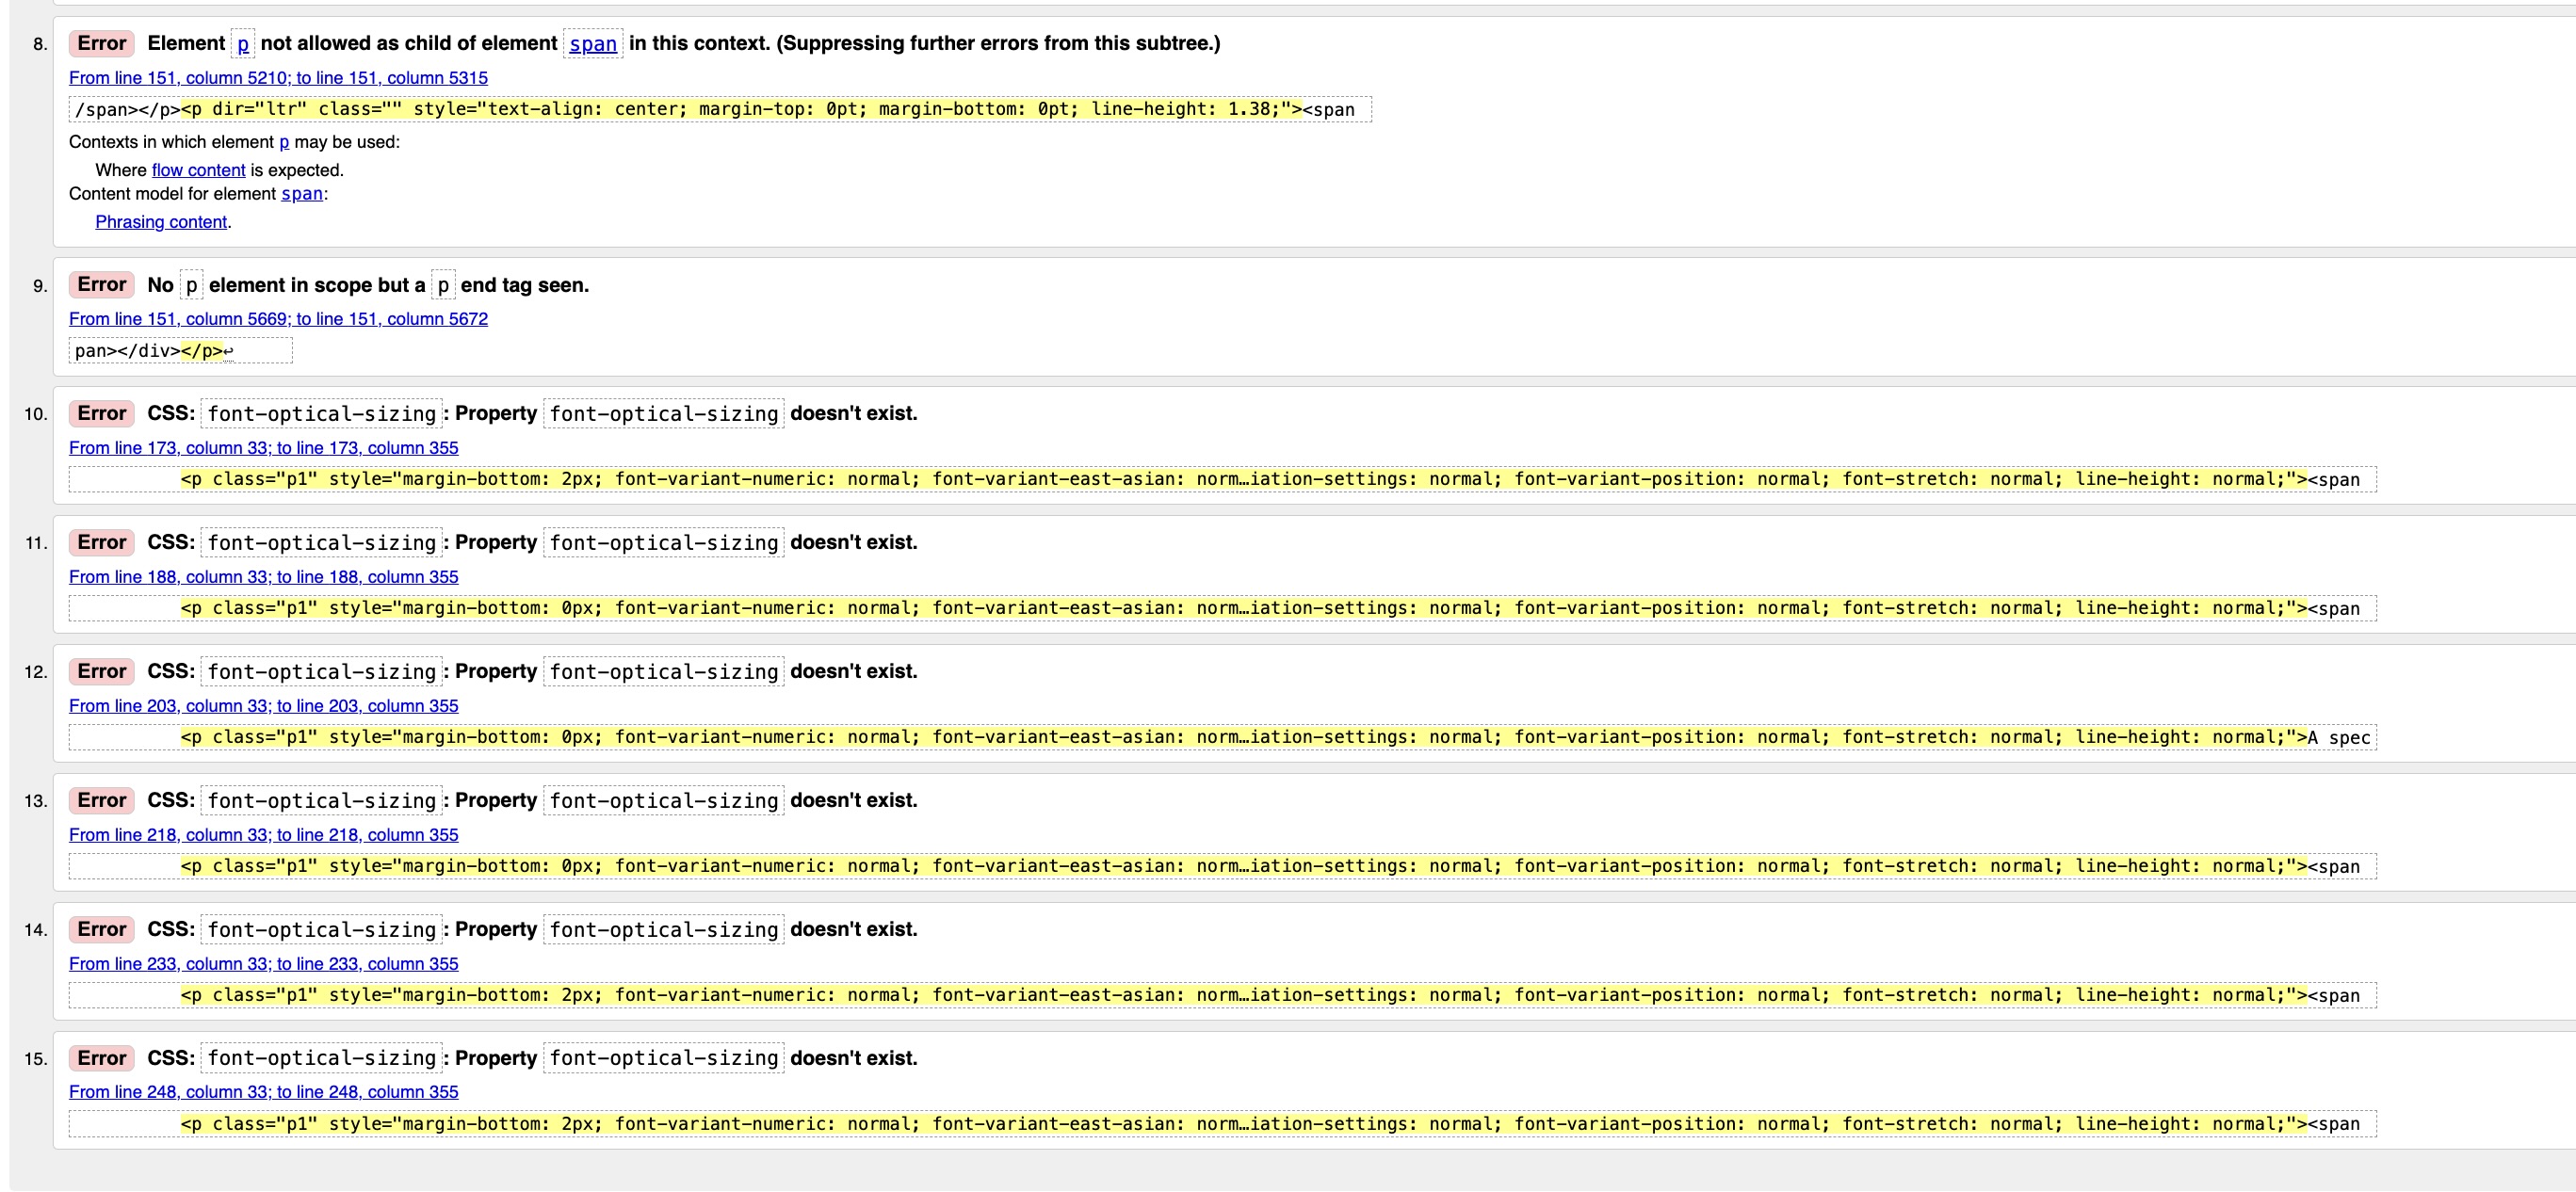 8. Error Element p not allowed as child of element span in this context. (Suppressing further errors from this subtree.)
From line 151, column 5210; to line 151, column 5315
/span></p><p dir="ltr" class="" style="text-align: center; margin-top: 0pt; margin-bottom: 0pt; line-height: 1.38;"><span
Contexts in which element p may be used:
Where flow content is expected.
Content model for element span:
Phrasing content.
9. Error No p element in scope but a p end tag seen.
From line 151, column 5669; to line 151, column 5672
pan></div></p>↩
10. Error CSS: font-optical-sizing: Property font-optical-sizing doesn't exist.
From line 173, column 33; to line 173, column 355
<p class="p1" style="margin-bottom: 2px; font-variant-numeric: normal; font-variant-east-asian: norm…iation-settings: normal; font-variant-position: normal; font-stretch: normal; line-height: normal;"><span
11. Error CSS: font-optical-sizing: Property font-optical-sizing doesn't exist.
From line 188, column 33; to line 188, column 355
<p class="p1" style="margin-bottom: 0px; font-variant-numeric: normal; font-variant-east-asian: norm…iation-settings: normal; font-variant-position: normal; font-stretch: normal; line-height: normal;"><span
12. Error CSS: font-optical-sizing: Property font-optical-sizing doesn't exist.
From line 203, column 33; to line 203, column 355
<p class="p1" style="margin-bottom: 0px; font-variant-numeric: normal; font-variant-east-asian: norm…iation-settings: normal; font-variant-position: normal; font-stretch: normal; line-height: normal;">A spec
13. Error CSS: font-optical-sizing: Property font-optical-sizing doesn't exist.
From line 218, column 33; to line 218, column 355
<p class="p1" style="margin-bottom: 0px; font-variant-numeric: normal; font-variant-east-asian: norm…iation-settings: normal; font-variant-position: normal; font-stretch: normal; line-height: normal;"><span
14. Error CSS: font-optical-sizing: Property font-optical-sizing doesn't exist.
From line 233, column 33; to line 233, column 355
<p class="p1" style="margin-bottom: 2px; font-variant-numeric: normal; font-variant-east-asian: norm…iation-settings: normal; font-variant-position: normal; font-stretch: normal; line-height: normal;"><span
15. Error CSS: font-optical-sizing: Property font-optical-sizing doesn't exist.
From line 248, column 33; to line 248, column 355
<p class="p1" style="margin-bottom: 2px; font-variant-numeric: normal; font-variant-east-asian: norm…iation-settings: normal; font-variant-position: normal; font-stretch: normal; line-height: normal;"><span